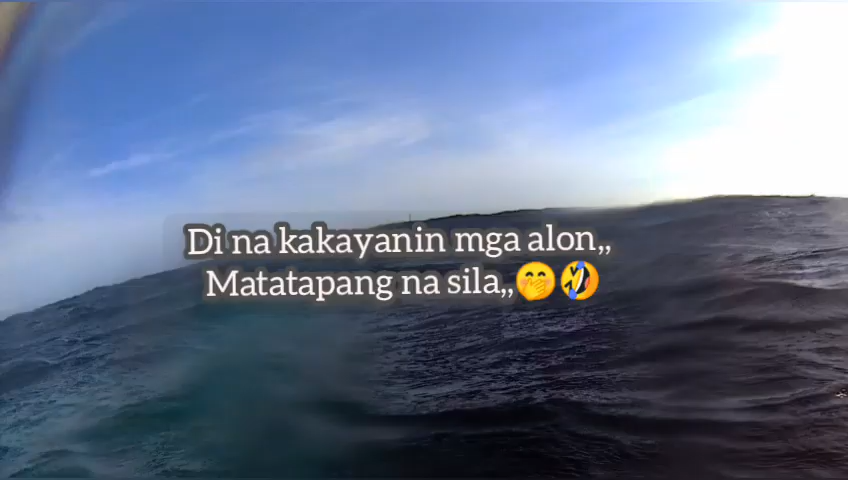 Di na kakayanin mga alon,,
Matatapang na sila,,🤭🤣